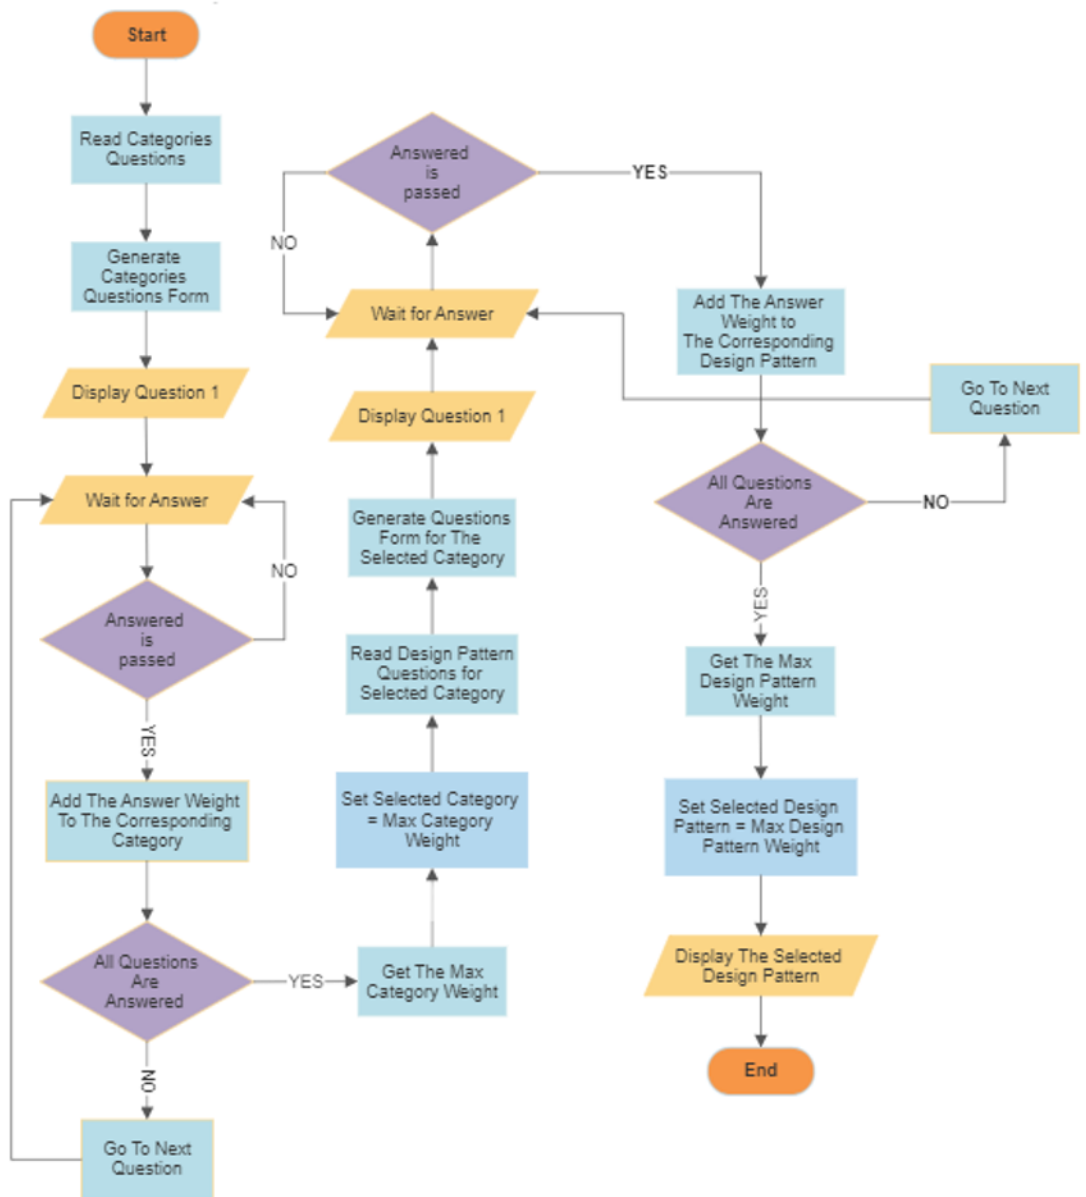 Start
Read Categories
Questions
Generate
Categories
Questions Form
Display Question 1
Wait for Answer
NO
Answered
is
passed
YES
Add The Answer Weight
To The Corresponding
Category
All Questions
Are
Answered
YES
NO
Go To Next
Question
Get The Max
Category Weight
Set Selected Category
= Max Category
Weight
Read Design Pattern
Questions for
Selected Category
Generate Questions
Form for The
Selected Category
Display Question 1
Wait for Answer
NO
Answered
is
passed
YES
Add The Answer
Weight to
The Corresponding
Design Pattern
Go To Next
Question
All Questions
Are
Answered
NO
YES
Get The Max
Design Pattern
Weight
Set Selected Design
Pattern = Max Design
Pattern Weight
Display The Selected
Design Pattern
End